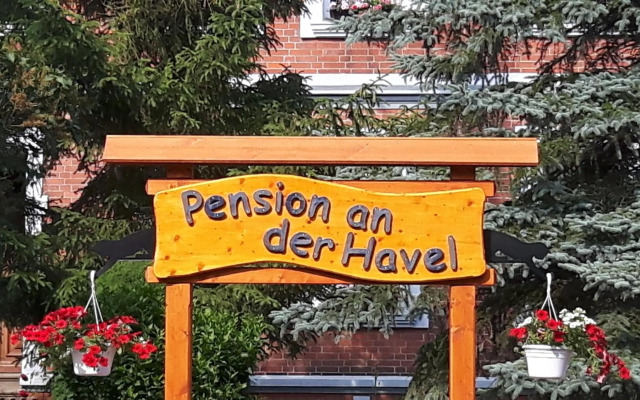 Pension an
der Havel